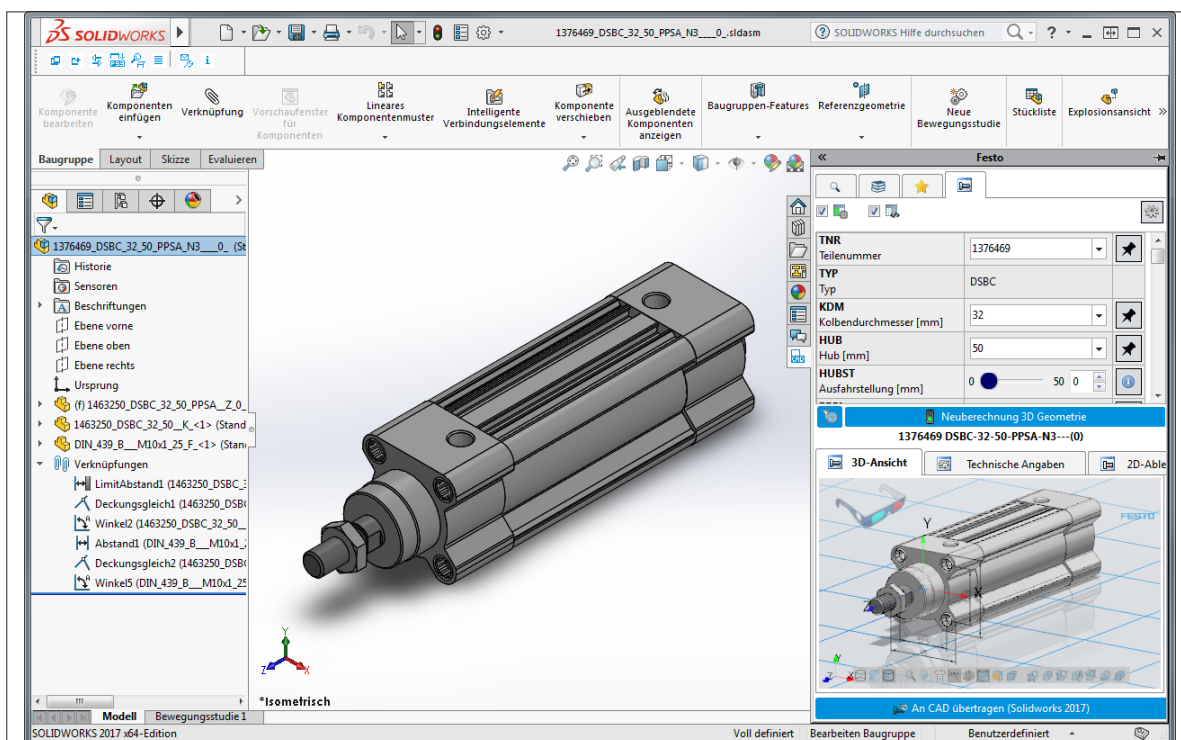 SOLIDWORKS
1376469_DSBC_32_50_PPSA_N3___0_.sldasm
SOLIDWORKS Hilfe durchsuchen
Komponente bearbeiten
Komponenten einfügen
Verknüpfung
Vorschaufenster für Komponenten
Lineares Komponentenmuster
Intelligente Verbindungselemente
Komponente verschieben
Ausgeblendete Komponenten anzeigen
Baugruppen-Features
Referenzgeometrie
Neue Bewegungsstudie
Stückliste
Explosionsansicht
Baugruppe Layout Skizze Evaluieren
1376469_DSBC_32_50_PPSA_N3___0_ (St
Historie
Sensoren
Beschriftungen
Ebene vorne
Ebene oben
Ebene rechts
Ursprung
(f) 1463250_DSBC_32_50_PPSA__Z_0_
1463250_DSBC_32_50__K_<1> (Stand
DIN_439_B___M10x1_25_F_<1> (Stan
Verknüpfungen
LimitAbstand1 (1463250_DSBC_3
Deckungsgleich1 (1463250_DSB
Winkel2 (1463250_DSBC_32_50__
Abstand1 (DIN_439_B___M10x1_
Deckungsgleich2 (1463250_DSB
Winkel5 (DIN_439_B___M10x1_25
Y
Z X
*Isometrisch
Modell Bewegungsstudie 1
SOLIDWORKS 2017 x64-Edition
Voll definiert Bearbeiten Baugruppe Benutzerdefiniert
Festo
TNR
Teilenummer 1376469
TYP
Typ DSBC
KDM
Kolbendurchmesser [mm] 32
HUB
Hub [mm] 50
HUBST
Ausfahrstellung [mm] 0 50 0
Neuberechnung 3D Geometrie
1376469 DSBC-32-50-PPSA-N3---(0)
3D-Ansicht Technische Angaben 2D-Able
FESTO
Y
X
Z
Y
Z X
An CAD übertragen (Solidworks 2017)